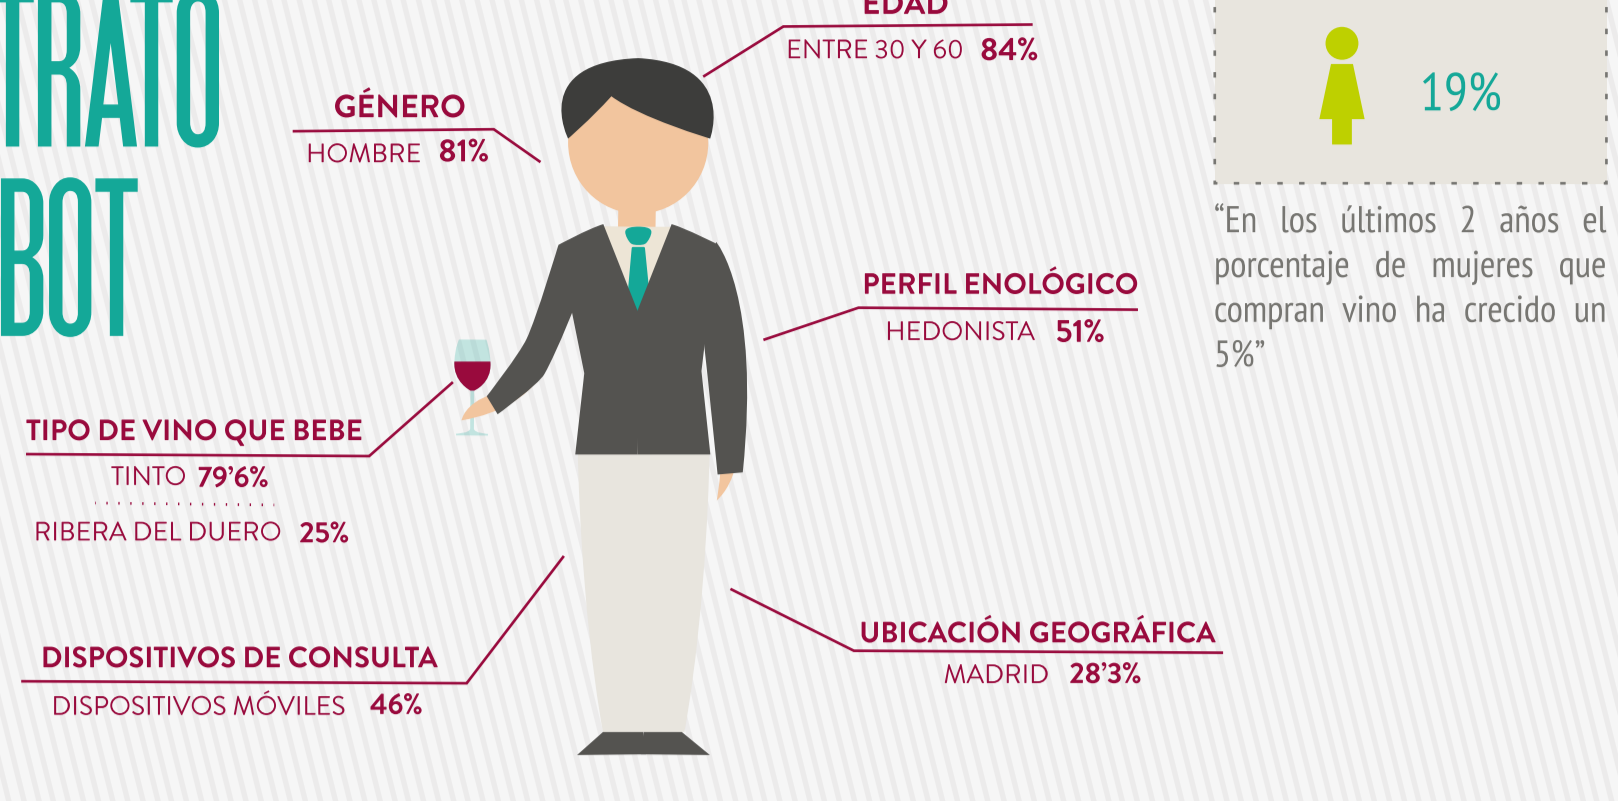 TRATO
BOT
EDAD
ENTRE 30 Y 60 84%
GÉNERO
HOMBRE 81%
PERFIL ENOLÓGICO
HEDONISTA 51%
TIPO DE VINO QUE BEBE
TINTO 79’6%
RIBERA DEL DUERO 25%
DISPOSITIVOS DE CONSULTA
DISPOSITIVOS MÓVILES 46%
UBICACIÓN GEOGRÁFICA
MADRID 28’3%
19%
“En los últimos 2 años el
porcentaje de mujeres que
compran vino ha crecido un
5%”